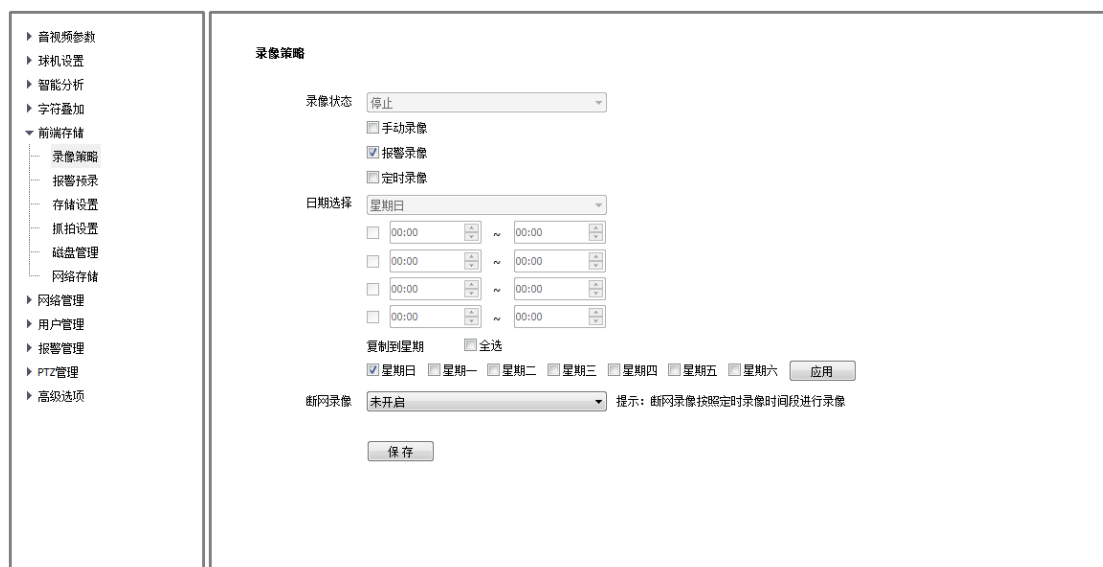 音视频参数
球机设置
智能分析
字符叠加
前端存储
录像策略
报警预录
存储设置
抓拍设置
磁盘管理
网络存储
网络管理
用户管理
报警管理
PTZ管理
高级选项
录像策略
录像状态 停止
手动录像
报警录像
定时录像
日期选择 星期日
00:00 ~ 00:00
00:00 ~ 00:00
00:00 ~ 00:00
00:00 ~ 00:00
复制到星期 全选
星期日 星期一 星期二 星期三 星期四 星期五 星期六 应用
断网录像 未开启 提示：断网录像按照定时录像时间段进行录像
保存